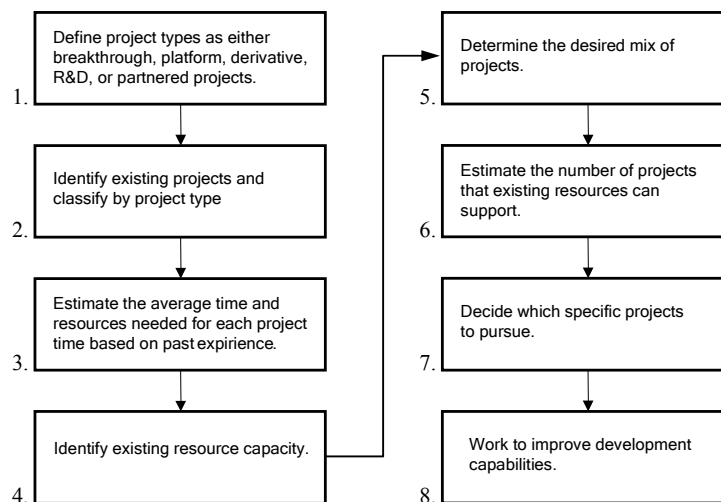 Define project types as either
breakthrough, platform, derivative,
R&D, or partnered projects.
1.
Identify existing projects and
classify by project type
2.
Estimate the average time and
resources needed for each project
time based on past expirience.
3.
Identify existing resource capacity.
4.
Determine the desired mix of
projects.
5.
Estimate the number of projects
that existing resources can
support.
6.
Decide which specific projects
to pursue.
7.
Work to improve development
capabilities.
8.